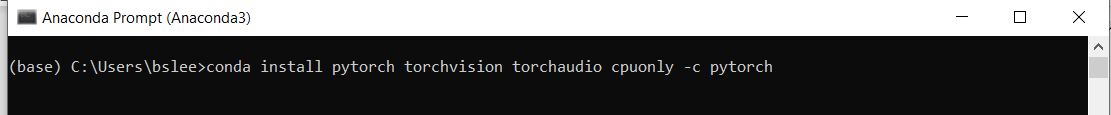 Anaconda Prompt (Anaconda3)
(base) C:\Users\bslee>conda install pytorch torchvision torchaudio cpuonly -c pytorch